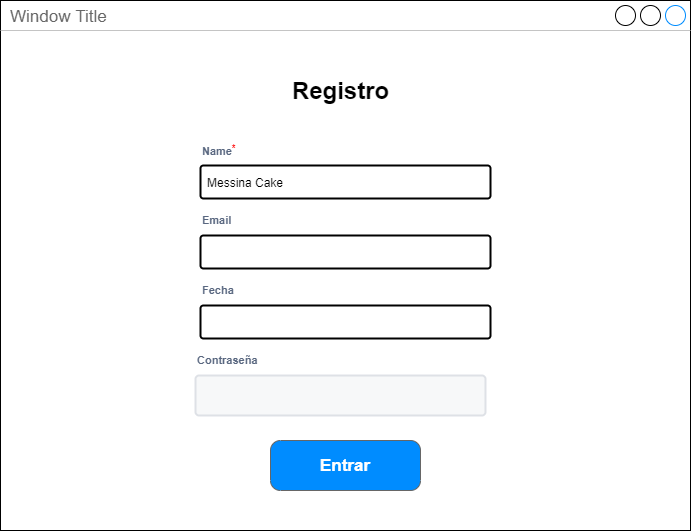 Window Title
Registro
Name*
Messina Cake
Email
Fecha
Contraseña
Entrar